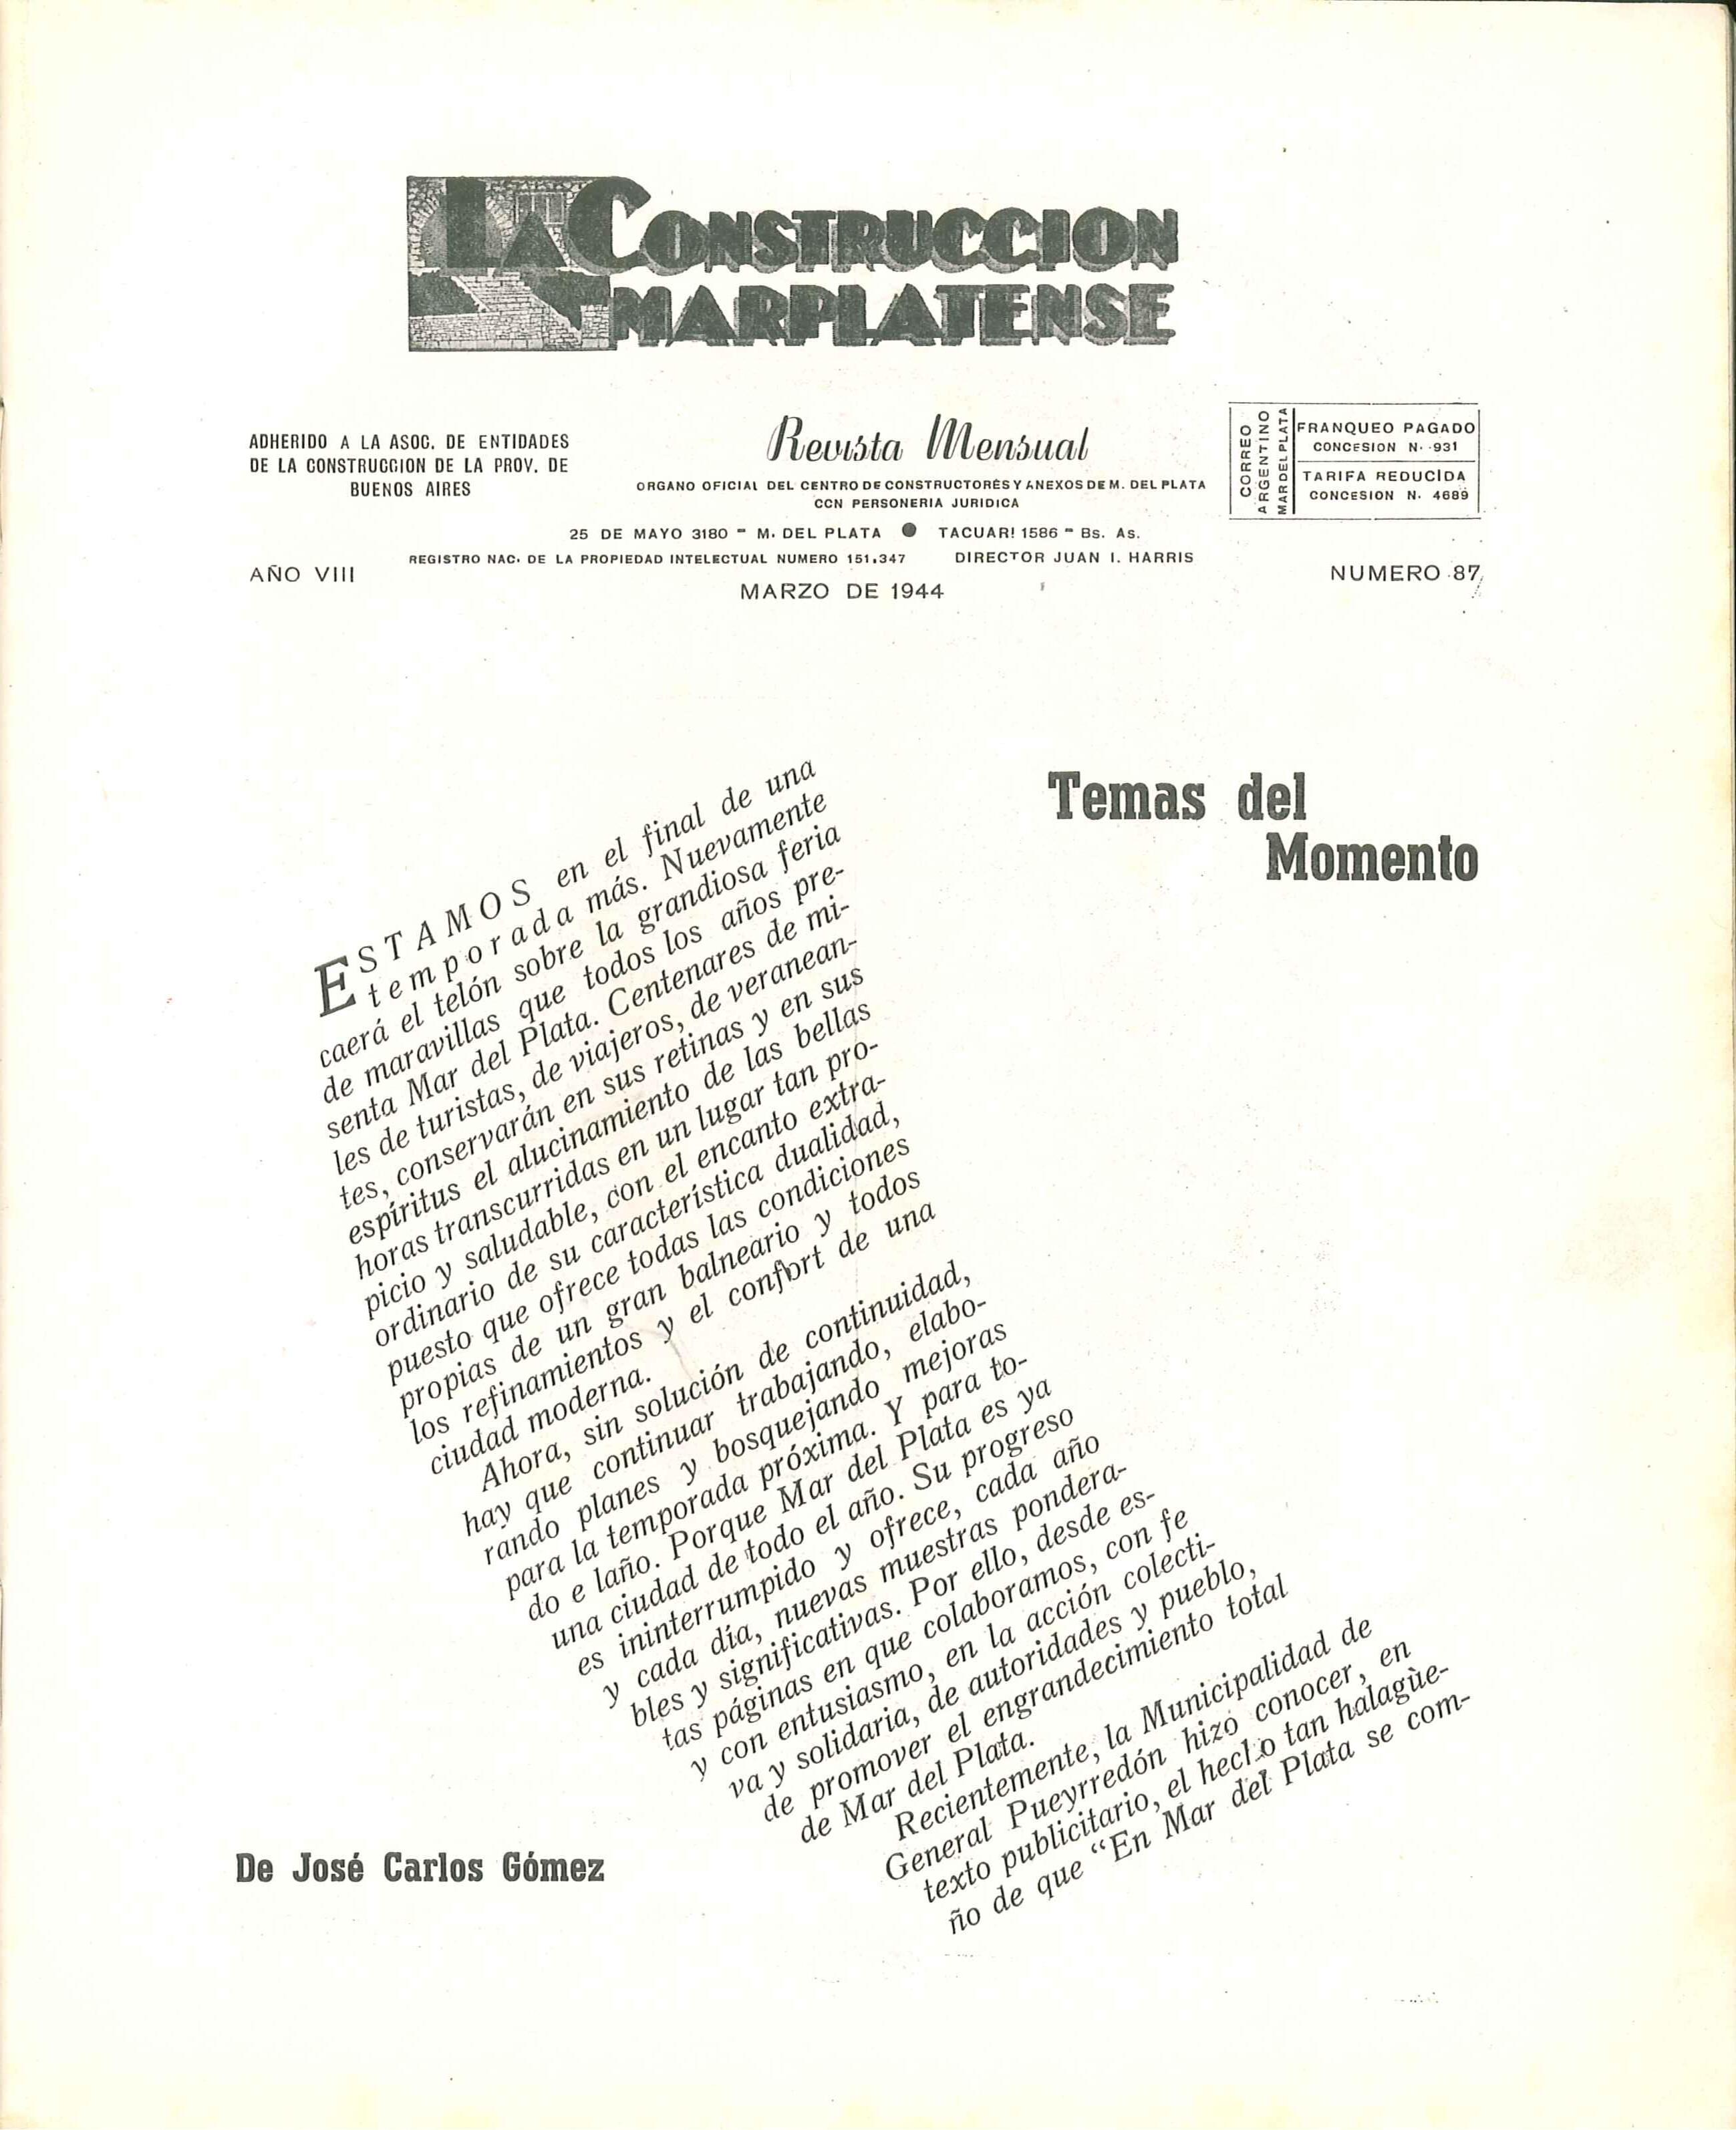 LA CONSTRUCCION
MARPLATENSE
ADHERIDO A LA ASOC. DE ENTIDADES
DE LA CONSTRUCCION DE LA PROV. DE
BUENOS AIRES
Revista Mensual
ORGANO OFICIAL DEL CENTRO DE CONSTRUCTORES Y ANEXOS DE M. DEL PLATA
CCN PERSONERIA JURIDICA
25 DE MAYO 3180 - M. DEL PLATA ● TACUARI 1586 - Bs. As.
REGISTRO NAC. DE LA PROPIEDAD INTELECTUAL NUMERO 151.347 DIRECTOR JUAN I. HARRIS
CORREO
ARGENTINO
MAR DEL PLATA
FRANQUEO PAGADO
CONCESION N. 931
TARIFA REDUCIDA
CONCESION N. 4689
AÑO VIII
MARZO DE 1944
NUMERO 87
Temas del
Momento
ESTAMOS en el final de una
temporada más. Nuevamente
caerá el telón sobre la grandiosa feria
de maravillas que todos los años pre-
senta Mar del Plata. Centenares de mi-
les de turistas, de viajeros, de veranean-
tes, conservarán en sus retinas y en sus
espíritus el alucinamiento de las bellas
horas transcurridas en un lugar tan pro-
picio y saludable, con el encanto extra-
ordinario de su característica dualidad,
puesto que ofrece todas las condiciones
propias de un gran balneario y todos
los refinamientos y el confort de una
ciudad moderna.
Ahora, sin solución de continuidad,
hay que continuar trabajando, elabo-
rando planes y bosquejando mejoras
para la temporada próxima. Y para to-
do e laño. Porque Mar del Plata es ya
una ciudad de todo el año. Su progreso
es ininterrumpido y ofrece, cada año
y cada día, nuevas muestras pondera-
bles y significativas. Por ello, desde es-
tas páginas en que colaboramos, con fe
y con entusiasmo, en la acción colecti-
va y solidaria, de autoridades y pueblo,
de promover el engrandecimiento total
de Mar del Plata.
Recientemente, la Municipalidad de
General Pueyrredón hizo conocer, en
texto publicitario, el hecho tan halagüe-
ño de que "En Mar del Plata se com-
De José Carlos Gómez